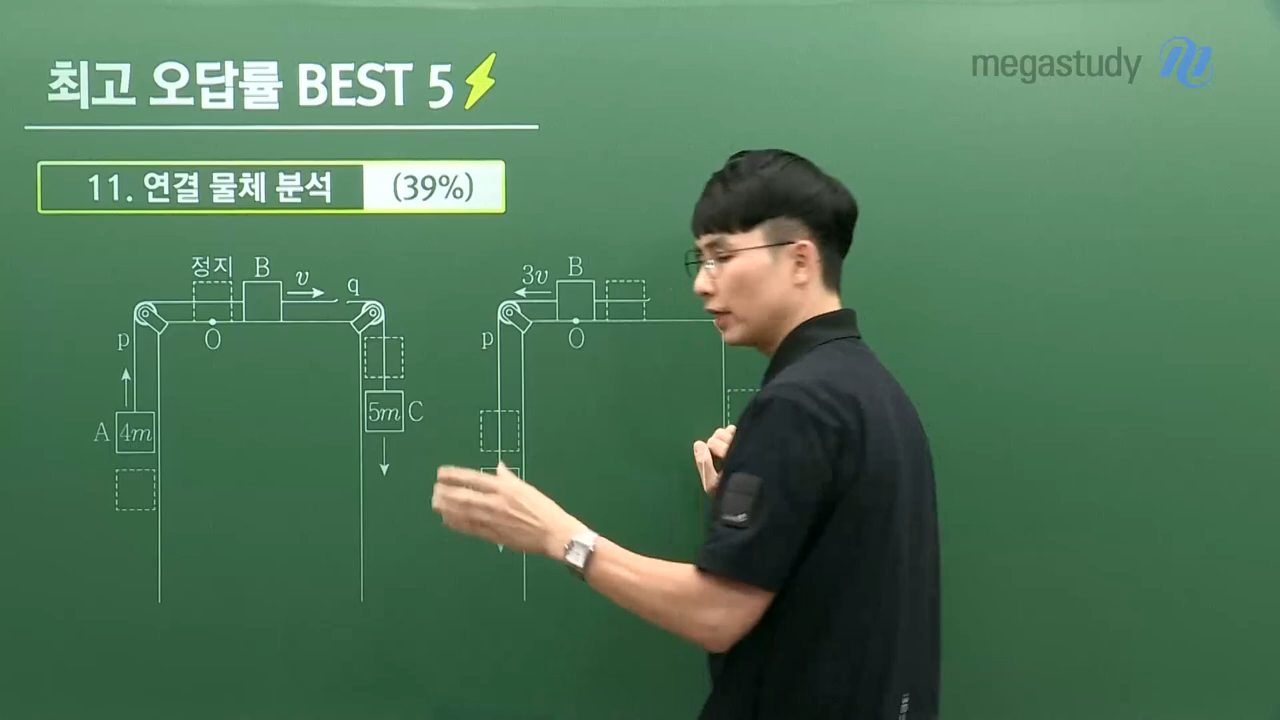 최고 오답률 BEST 5
megastudy
11. 연결 물체 분석 (39%)
정지 B v q
p O
A 4m 5m C
3v B
p O